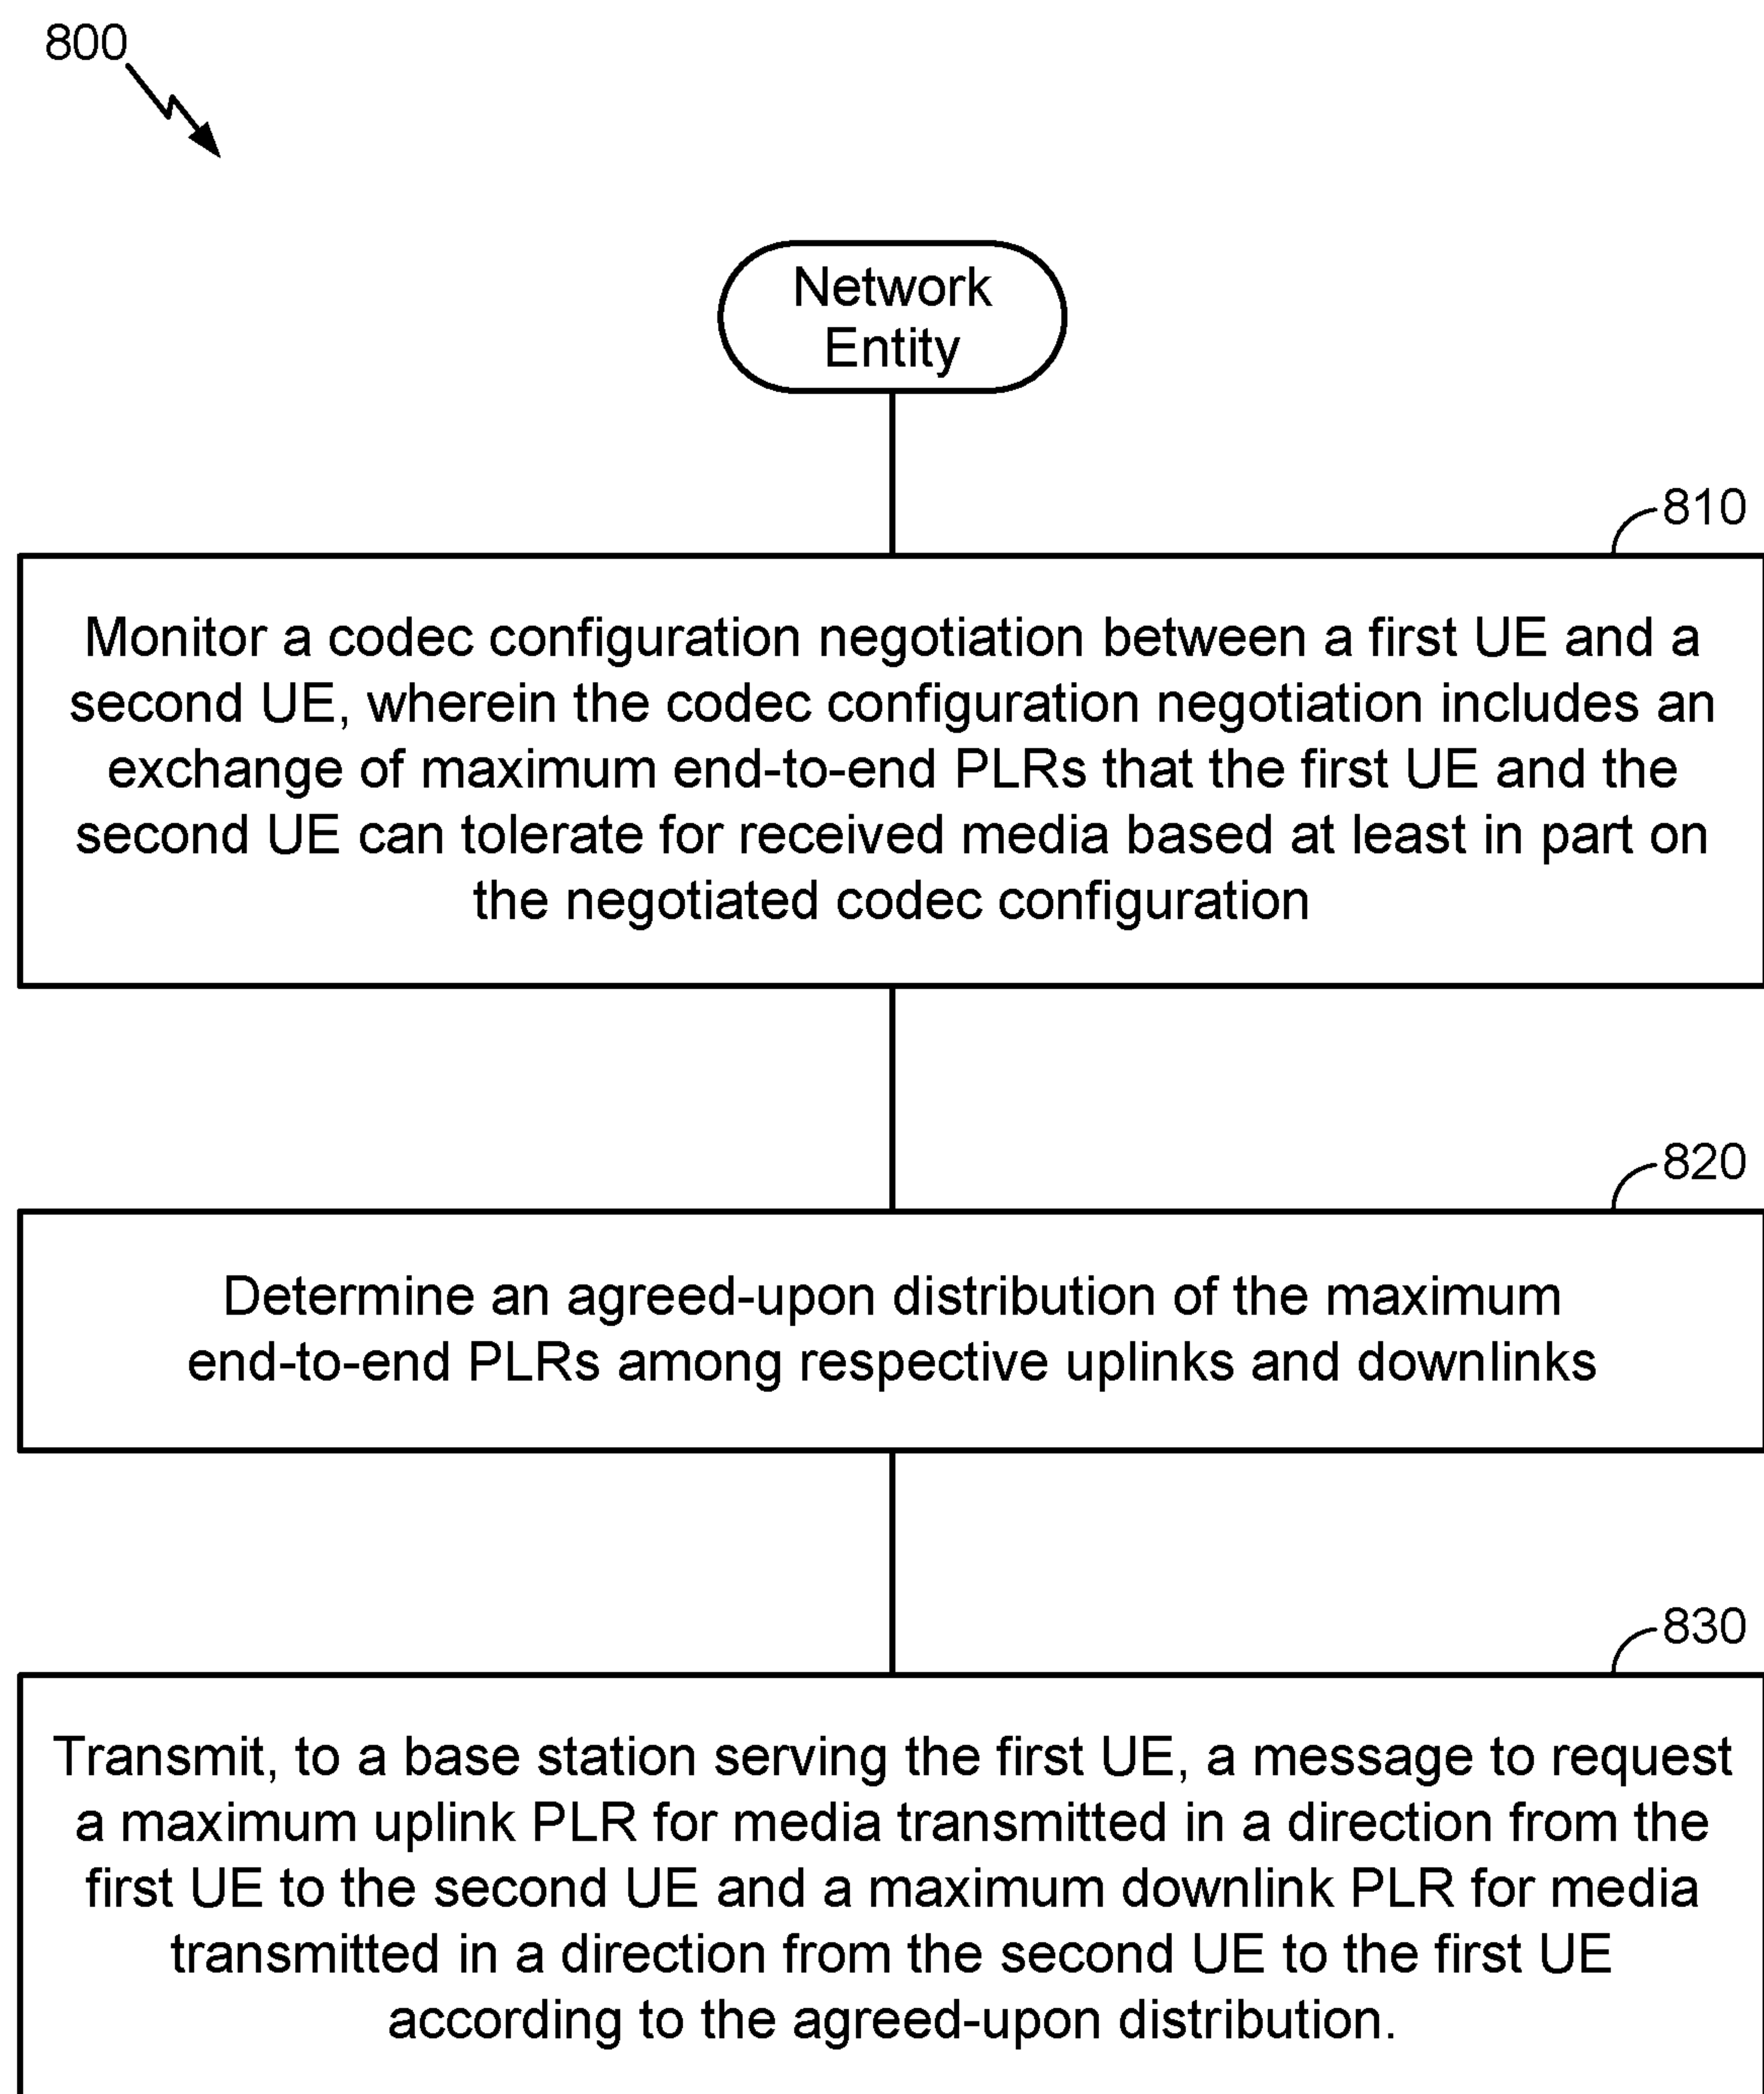 800
Network
Entity
810
Monitor a codec configuration negotiation between a first UE and a
second UE, wherein the codec configuration negotiation includes an
exchange of maximum end-to-end PLRs that the first UE and the
second UE can tolerate for received media based at least in part on
the negotiated codec configuration
820
Determine an agreed-upon distribution of the maximum
end-to-end PLRs among respective uplinks and downlinks
830
Transmit, to a base station serving the first UE, a message to request
a maximum uplink PLR for media transmitted in a direction from the
first UE to the second UE and a maximum downlink PLR for media
transmitted in a direction from the second UE to the first UE
according to the agreed-upon distribution.